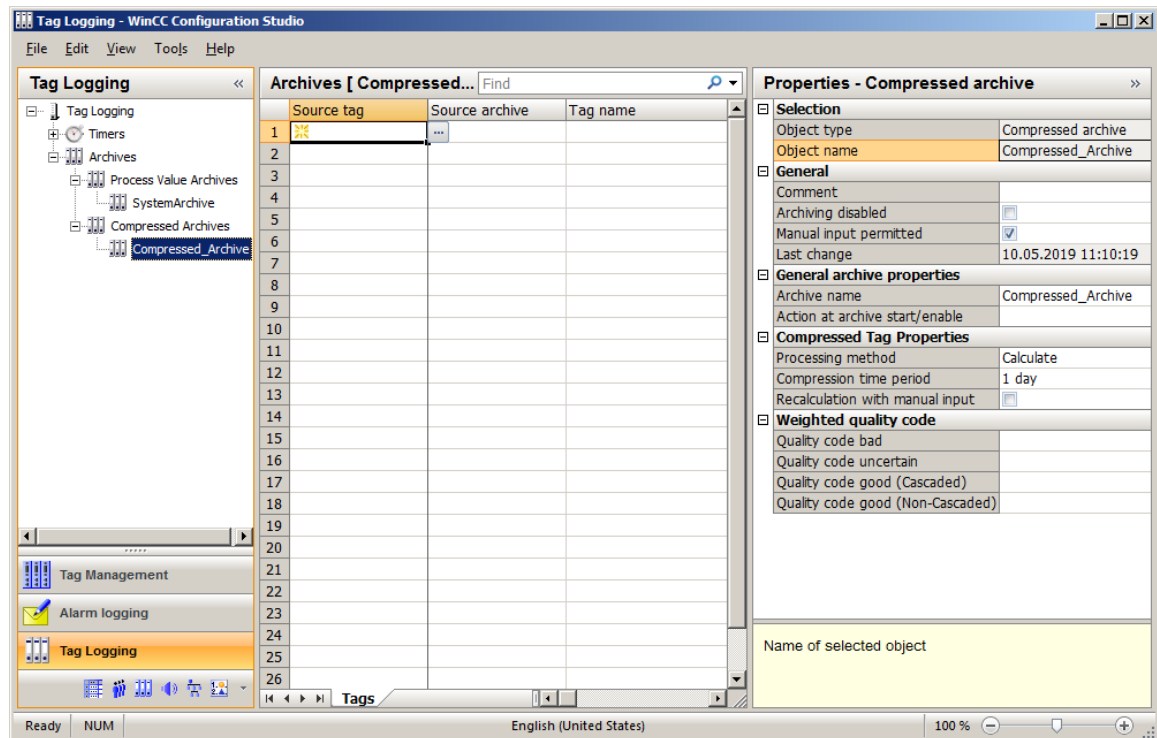 Tag Logging - WinCC Configuration Studio
File Edit View Tools Help
Tag Logging «
Tag Logging
Timers
Archives
Process Value Archives
SystemArchive
Compressed Archives
Compressed_Archive
Tag Management
Alarm logging
Tag Logging
Archives [ Compressed... Find
Source tag Source archive Tag name
1 ...
2
3
4
5
6
7
8
9
10
11
12
13
14
15
16
17
18
19
20
21
22
23
24
25
26
Tags
Properties - Compressed archive »
Selection
Object type Compressed archive
Object name Compressed_Archive
General
Comment
Archiving disabled
Manual input permitted
Last change 10.05.2019 11:10:19
General archive properties
Archive name Compressed_Archive
Action at archive start/enable
Compressed Tag Properties
Processing method Calculate
Compression time period 1 day
Recalculation with manual input
Weighted quality code
Quality code bad
Quality code uncertain
Quality code good (Cascaded)
Quality code good (Non-Cascaded)
Name of selected object
Ready NUM English (United States) 100 %